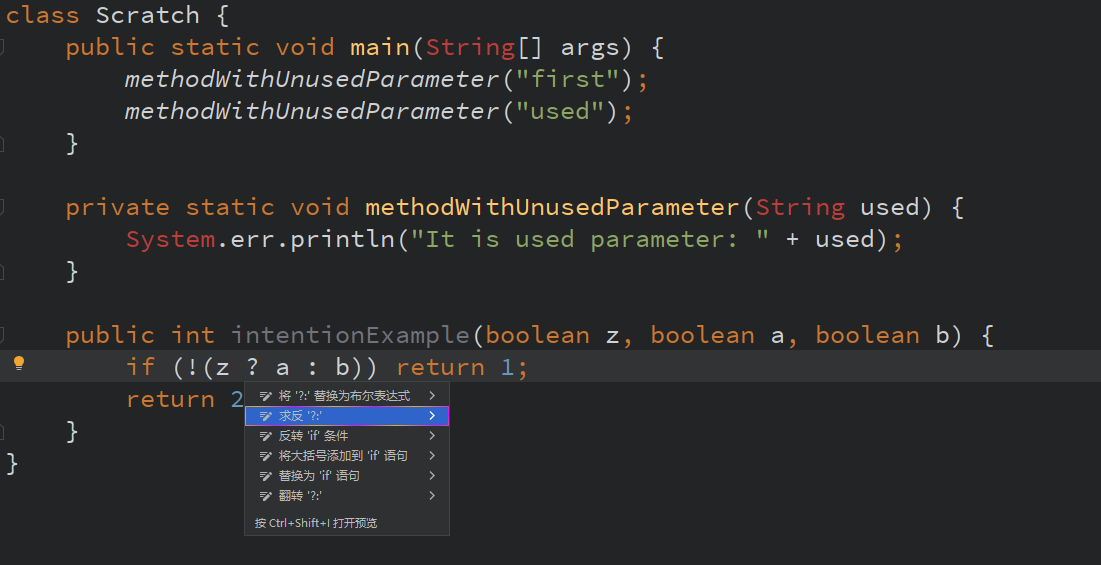 class Scratch {
public static void main(String[] args) {
methodWithUnusedParameter("first");
methodWithUnusedParameter("used");
}
private static void methodWithUnusedParameter(String used) {
System.err.println("It is used parameter: " + used);
}
public int intentionExample(boolean z, boolean a, boolean b) {
if (!(z ? a : b)) return 1;
return 2
}
}
将 '?:' 替换为布尔表达式
求反 '?:'
反转 'if' 条件
将大括号添加到 'if' 语句
替换为 'if' 语句
翻转 '?:'
按 Ctrl+Shift+I 打开预览